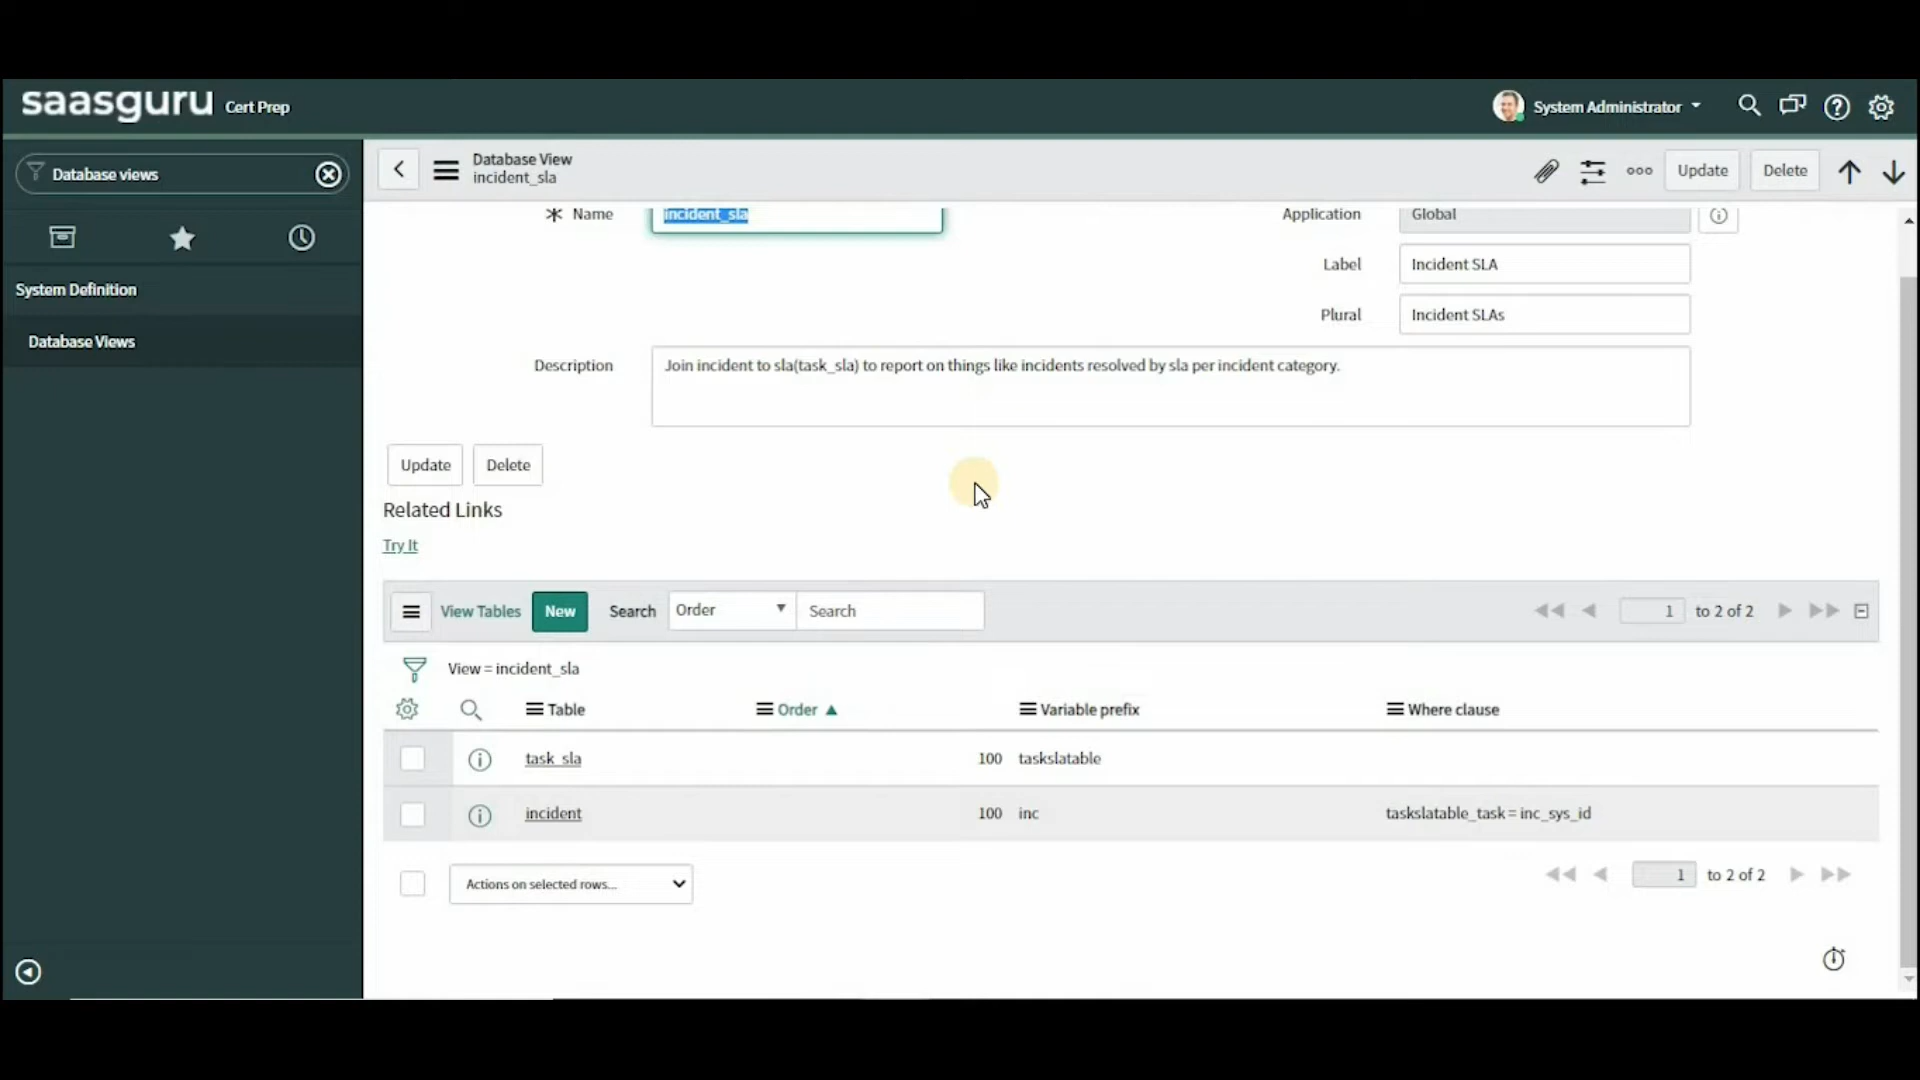 saasguru Cert Prep
System Administrator
Database views
Database View
incident_sla
Update
Delete
Name
incident_sla
Application
Global
System Definition
Label
Incident SLA
Database Views
Plural
Incident SLAs
Description
Join incident to sla(task_sla) to report on things like incidents resolved by sla per incident category.
Update
Delete
Related Links
Try It
View Tables
New
Search
Order
Search
1 to 2 of 2
View = incident_sla
Table
Order
Variable prefix
Where clause
task_sla
100
taskslatable
incident
100
inc
taskslatable_task = inc_sys_id
Actions on selected rows...
1 to 2 of 2